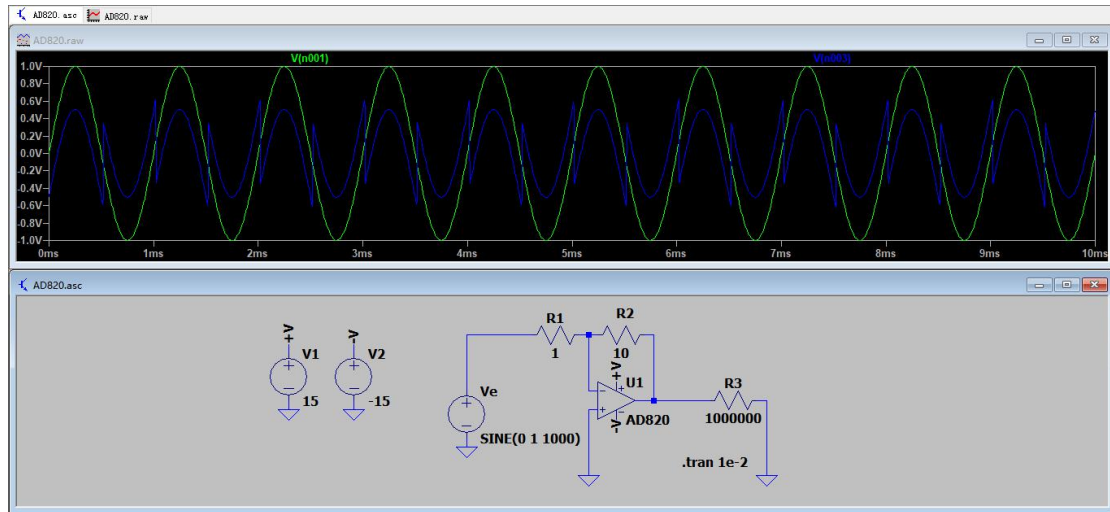 AD820.asc AD820.raw
AD820.raw
V(n001) V(n003)
1.0V
0.8V
0.6V
0.4V
0.2V
0.0V
-0.2V
-0.4V
-0.6V
-0.8V
-1.0V
0ms 1ms 2ms 3ms 4ms 5ms 6ms 7ms 8ms 9ms 10ms
AD820.asc
+V
V1
15
-V
V2
-15
Ve
SINE(0 1 1000)
R1
1
R2
10
+V
U1
-V
AD820
R3
1000000
.tran 1e-2